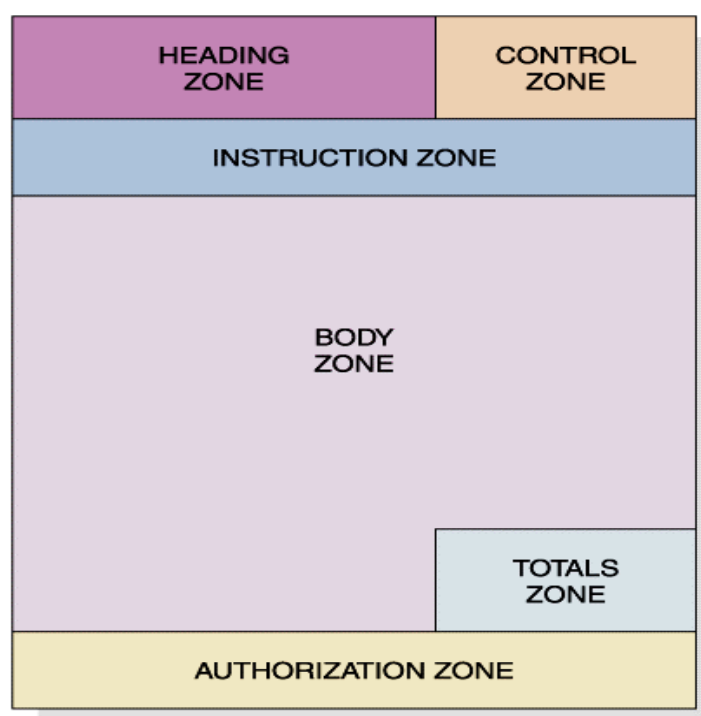 HEADING
ZONE
CONTROL
ZONE
INSTRUCTION ZONE
BODY
ZONE
TOTALS
ZONE
AUTHORIZATION ZONE